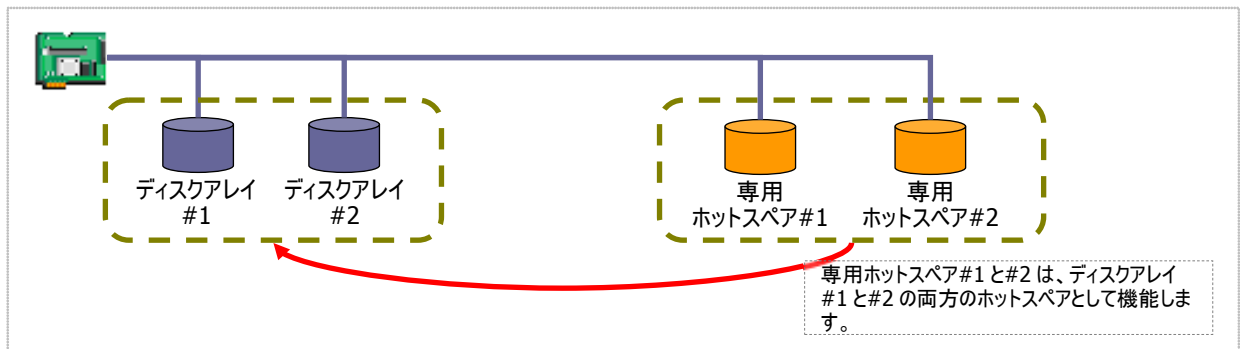 ディスクアレイ
#1
ディスクアレイ
#2
専用
ホットスペア#1
専用
ホットスペア#2
専用ホットスペア#1 と#2 は、ディスクアレイ
#1 と#2 の両方のホットスペアとして機能しま
す。